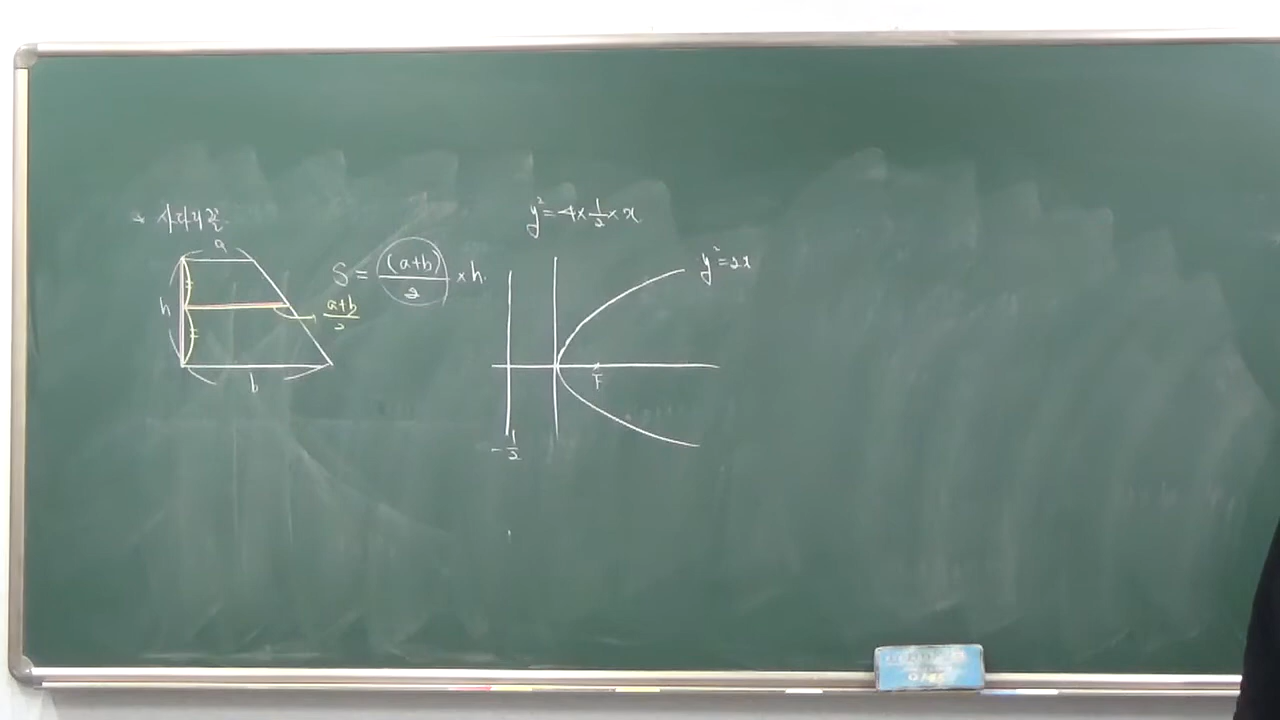 * 사다리꼴
a
h
b
S = (a+b)/2 × h.
→ a+b/2
y² = 4 × 1/2 × x
y² = 2x
F
-1/2